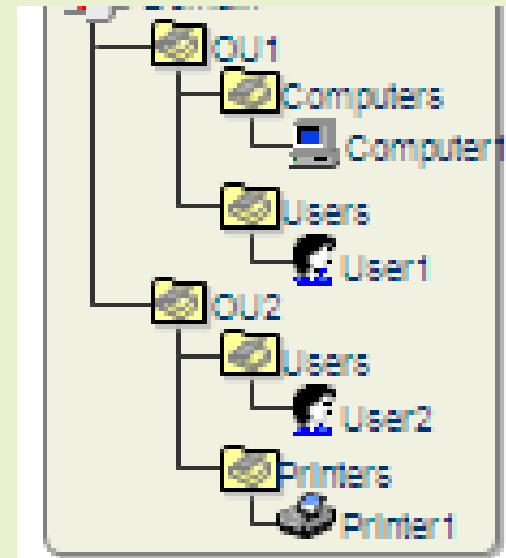 OU1
Computers
Computer1
Users
User1
OU2
Users
User2
Printers
Printer1